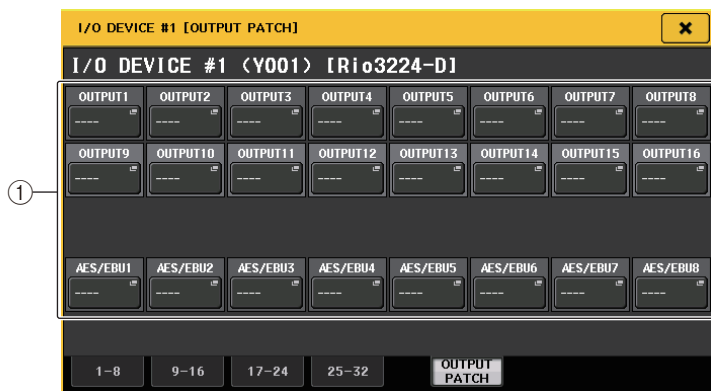 I/O DEVICE #1 [OUTPUT PATCH]
I/O DEVICE #1 (Y001) [Rio3224-D]
OUTPUT1 OUTPUT2 OUTPUT3 OUTPUT4 OUTPUT5 OUTPUT6 OUTPUT7 OUTPUT8
---- ---- ---- ---- ---- ---- ---- ----
OUTPUT9 OUTPUT10 OUTPUT11 OUTPUT12 OUTPUT13 OUTPUT14 OUTPUT15 OUTPUT16
---- ---- ---- ---- ---- ---- ---- ----
①
AES/EBU1 AES/EBU2 AES/EBU3 AES/EBU4 AES/EBU5 AES/EBU6 AES/EBU7 AES/EBU8
---- ---- ---- ---- ---- ---- ---- ----
1-8 9-16 17-24 25-32 OUTPUT
PATCH